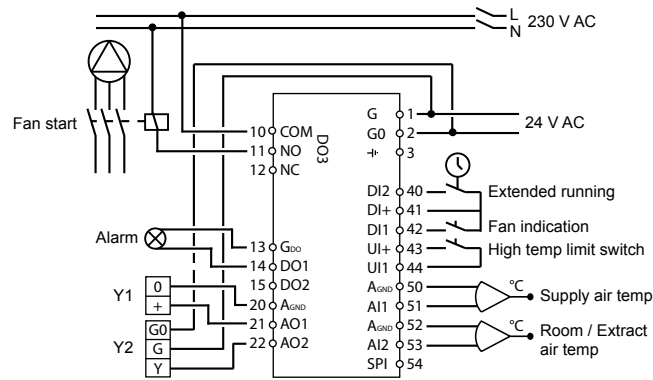 L
N
230 V AC
Fan start
G
1
G0
2
24 V AC
3
10
COM
DO3
11
NO
12
NC
DI2
40
Extended running
DI+
41
DI1
42
Fan indication
UI+
43
High temp limit switch
UI1
44
Alarm
13
GDO
14
DO1
15
DO2
AGND
50
°C
Supply air temp
AI1
51
Y1
0
+
20
AGND
21
AO1
AGND
52
°C
Room / Extract
air temp
AI2
53
Y2
G0
G
Y
22
AO2
SPI
54